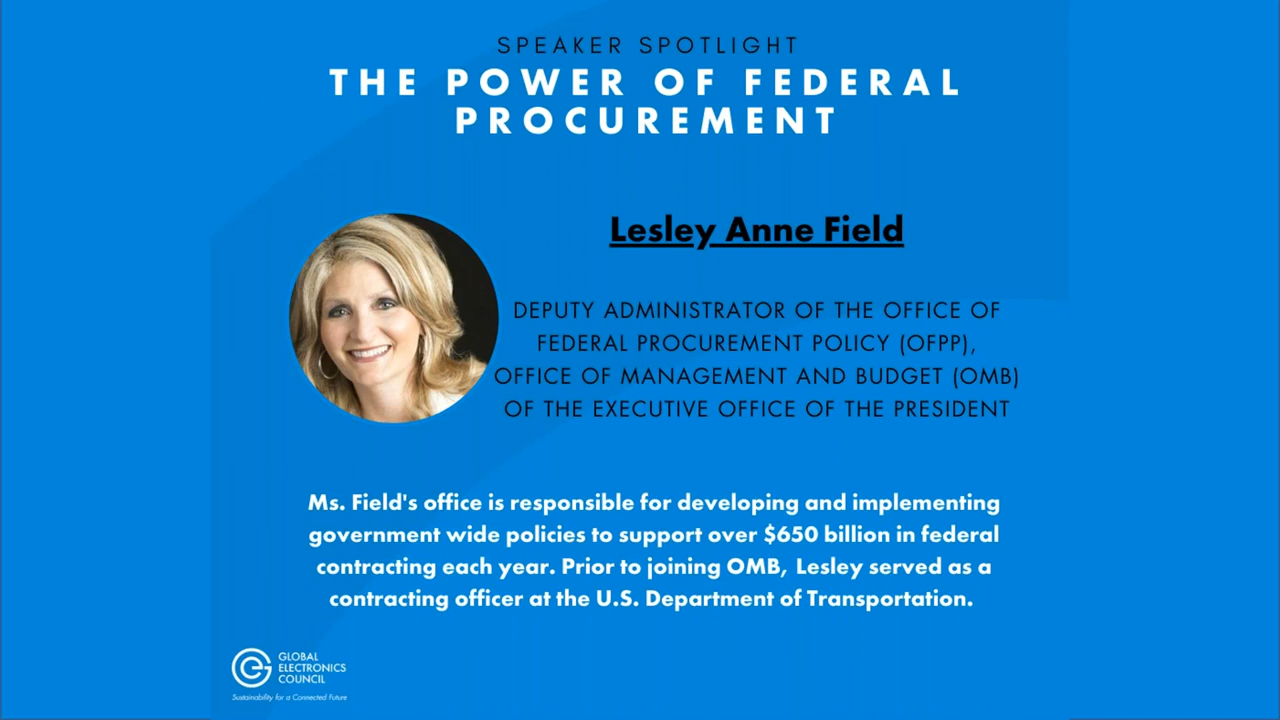 SPEAKER SPOTLIGHT
THE POWER OF FEDERAL
PROCUREMENT
Lesley Anne Field
DEPUTY ADMINISTRATOR OF THE OFFICE OF
FEDERAL PROCUREMENT POLICY (OFPP),
OFFICE OF MANAGEMENT AND BUDGET (OMB)
OF THE EXECUTIVE OFFICE OF THE PRESIDENT
Ms. Field's office is responsible for developing and implementing
government wide policies to support over $650 billion in federal
contracting each year. Prior to joining OMB, Lesley served as a
contracting officer at the U.S. Department of Transportation.
GLOBAL
ELECTRONICS
COUNCIL
Sustainability for a Connected Future